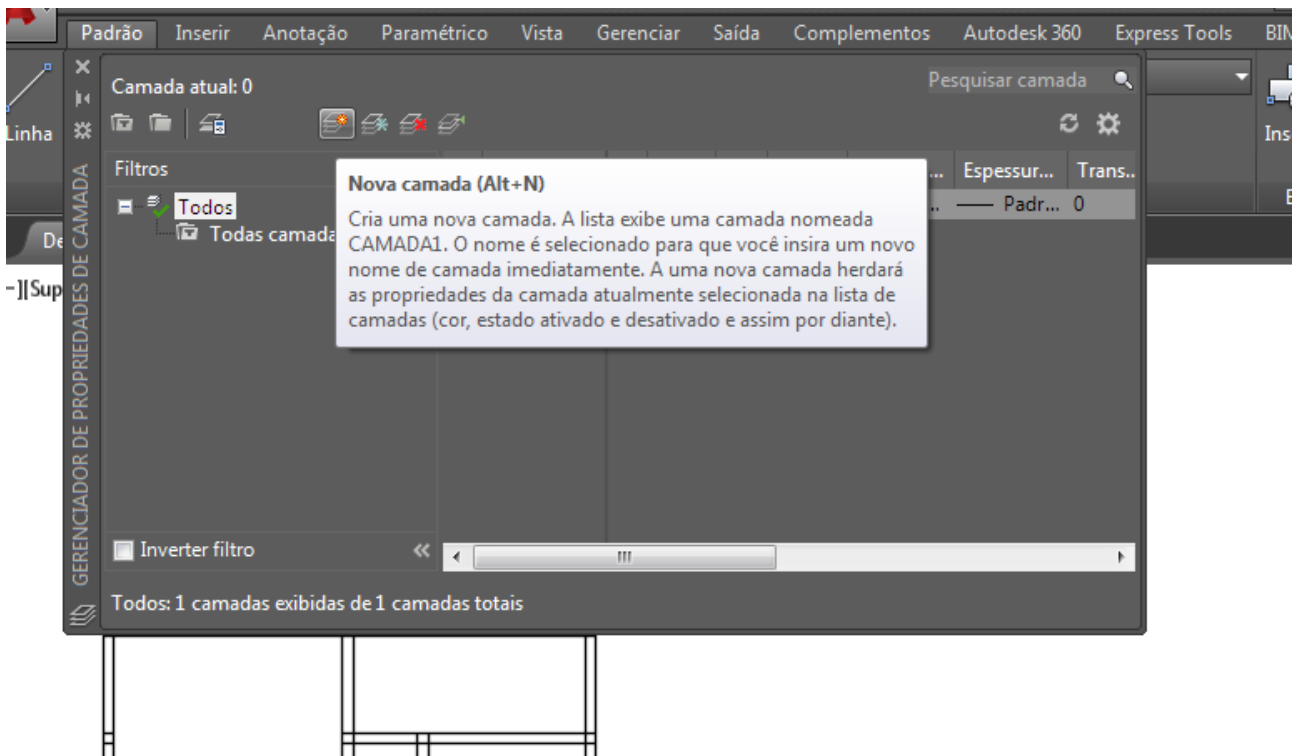 Padrão Inserir Anotação Paramétrico Vista Gerenciar Saída Complementos Autodesk 360 Express Tools BIM
Linha
Camada atual: 0
Pesquisar camada
Ins
Filtros
... Espessur... Trans..
Todos
.. Padr... 0
Todas camada
De
-][Sup
Nova camada (Alt+N)
Cria uma nova camada. A lista exibe uma camada nomeada
CAMADA1. O nome é selecionado para que você insira um novo
nome de camada imediatamente. A uma nova camada herdará
as propriedades da camada atualmente selecionada na lista de
camadas (cor, estado ativado e desativado e assim por diante).
GERENCIADOR DE PROPRIEDADES DE CAMADA
Inverter filtro
Todos: 1 camadas exibidas de 1 camadas totais